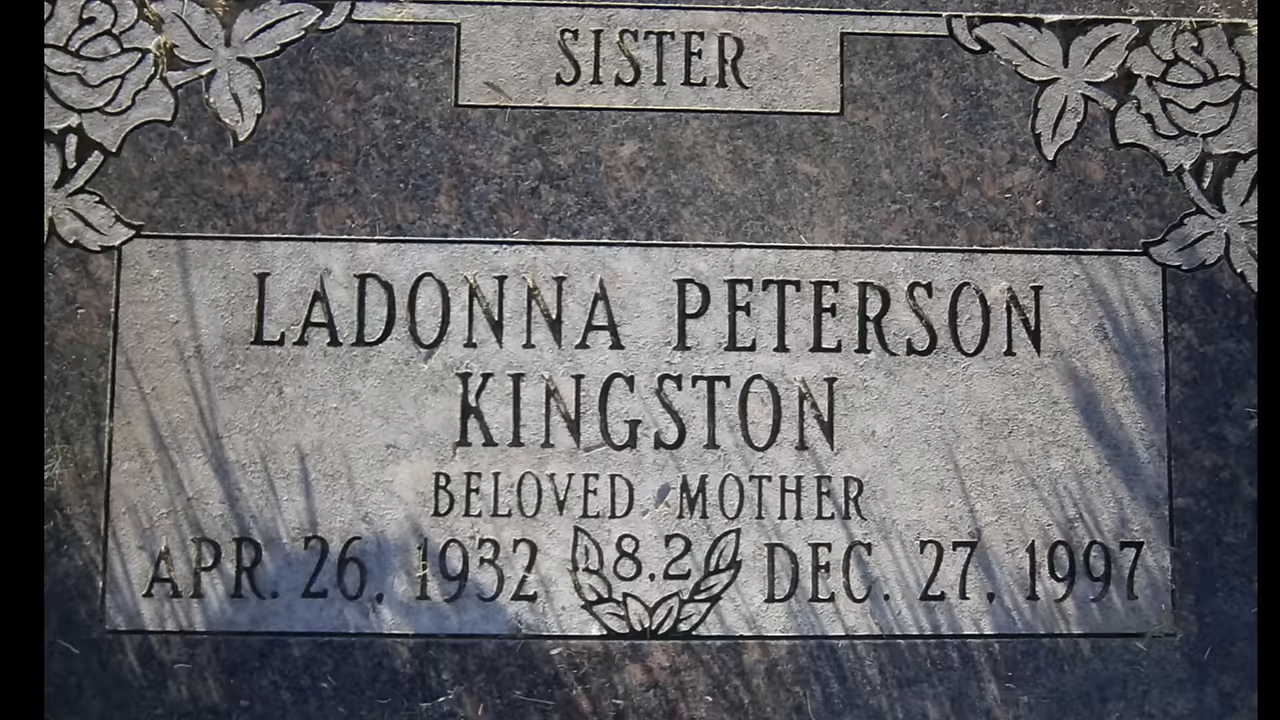 SISTER
LADONNA PETERSON
KINGSTON
BELOVED MOTHER
APR. 26, 1932 8.2 DEC. 27, 1997